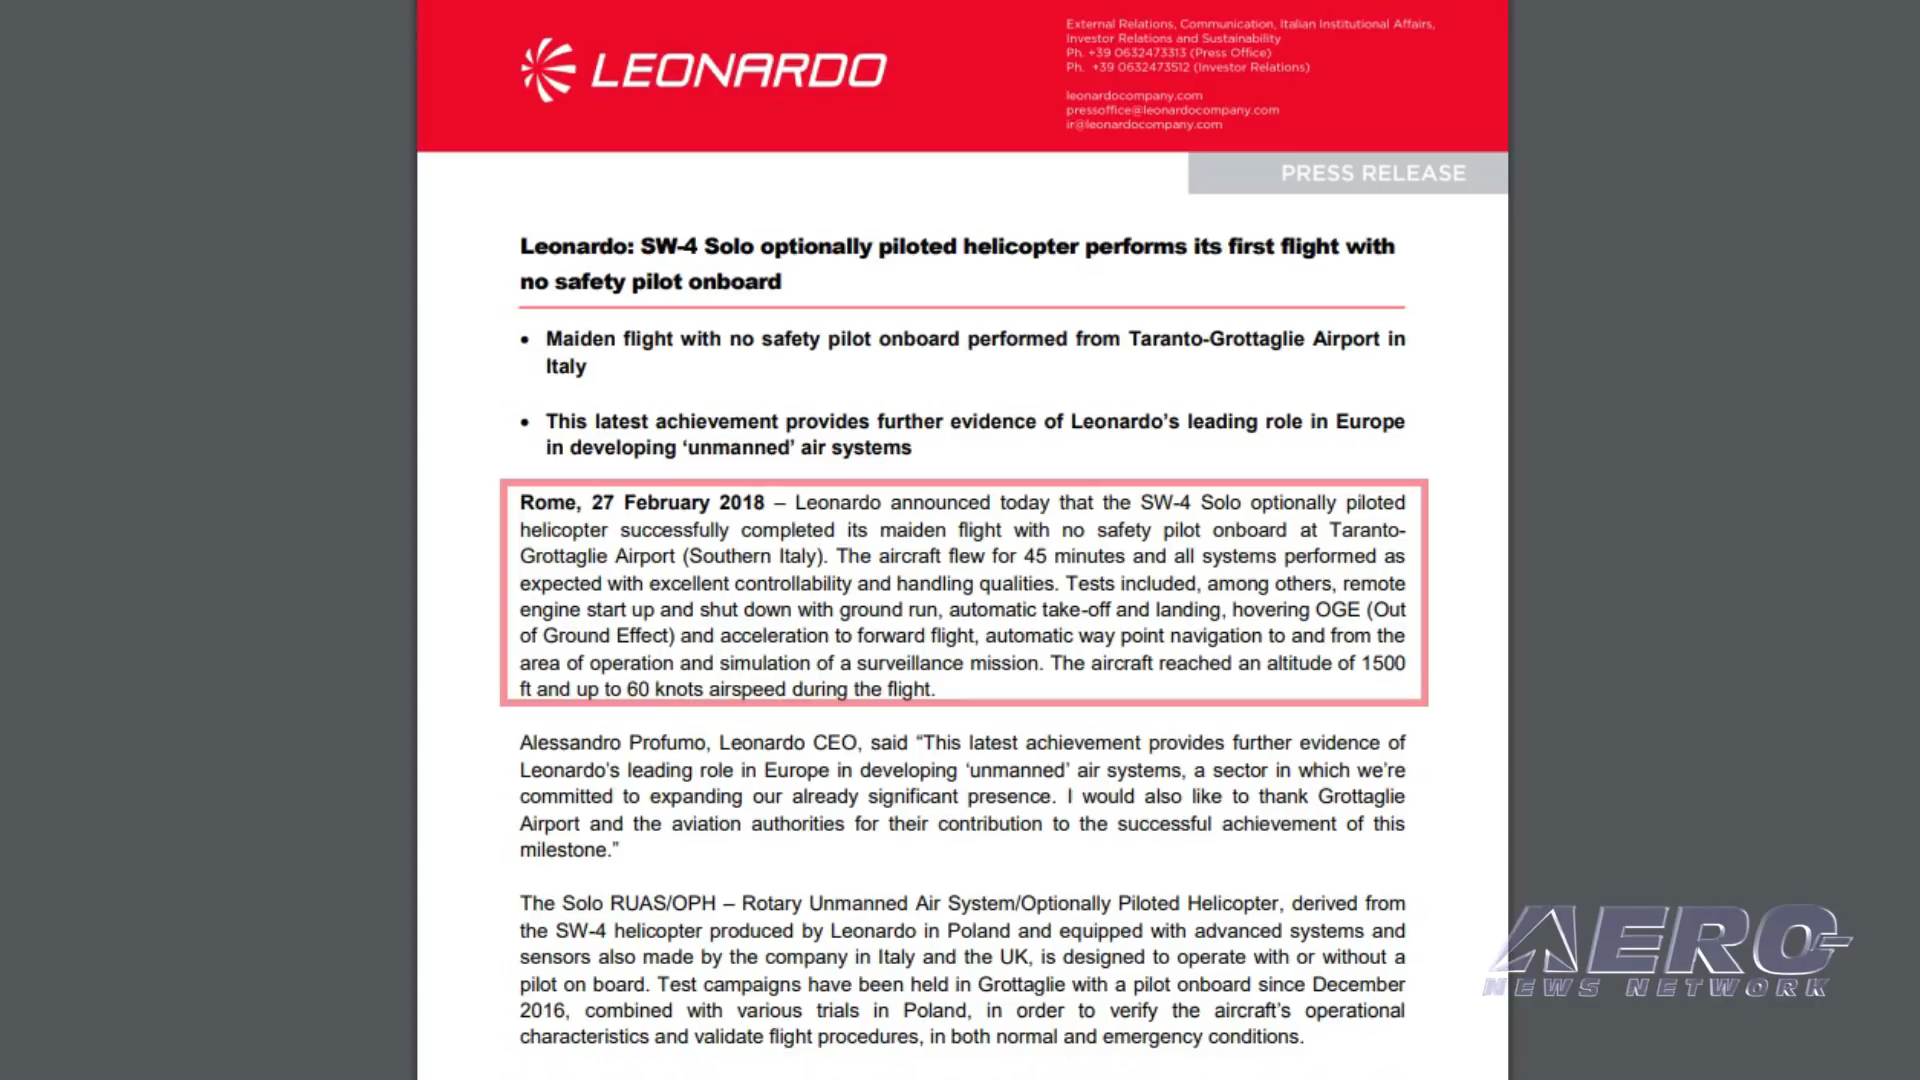 LEONARDO
External Relations, Communication, Italian Institutional Affairs,
Investor Relations and Sustainability
Ph. +39 0632473313 (Press Office)
Ph. +39 0632473512 (Investor Relations)
leonardocompany.com
pressoffice@leonardocompany.com
ir@leonardocompany.com
PRESS RELEASE
Leonardo: SW-4 Solo optionally piloted helicopter performs its first flight with
no safety pilot onboard
• Maiden flight with no safety pilot onboard performed from Taranto-Grottaglie Airport in
Italy
• This latest achievement provides further evidence of Leonardo’s leading role in Europe
in developing ‘unmanned’ air systems
Rome, 27 February 2018 – Leonardo announced today that the SW-4 Solo optionally piloted
helicopter successfully completed its maiden flight with no safety pilot onboard at Taranto-
Grottaglie Airport (Southern Italy). The aircraft flew for 45 minutes and all systems performed as
expected with excellent controllability and handling qualities. Tests included, among others, remote
engine start up and shut down with ground run, automatic take-off and landing, hovering OGE (Out
of Ground Effect) and acceleration to forward flight, automatic way point navigation to and from the
area of operation and simulation of a surveillance mission. The aircraft reached an altitude of 1500
ft and up to 60 knots airspeed during the flight.
Alessandro Profumo, Leonardo CEO, said “This latest achievement provides further evidence of
Leonardo’s leading role in Europe in developing ‘unmanned’ air systems, a sector in which we’re
committed to expanding our already significant presence. I would also like to thank Grottaglie
Airport and the aviation authorities for their contribution to the successful achievement of this
milestone.”
The Solo RUAS/OPH – Rotary Unmanned Air System/Optionally Piloted Helicopter, derived from
the SW-4 helicopter produced by Leonardo in Poland and equipped with advanced systems and
sensors also made by the company in Italy and the UK, is designed to operate with or without a
pilot on board. Test campaigns have been held in Grottaglie with a pilot onboard since December
2016, combined with various trials in Poland, in order to verify the aircraft’s operational
characteristics and validate flight procedures, in both normal and emergency conditions.
AERO-
NEWS NETWORK